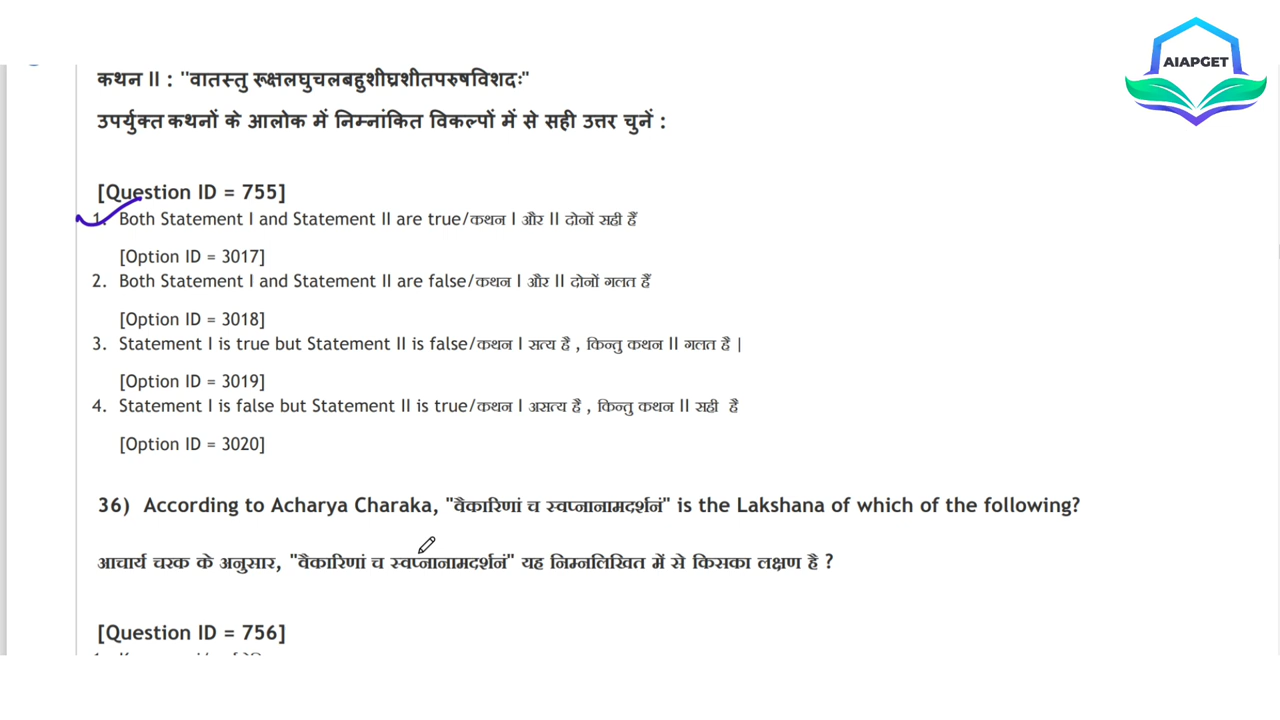 AIAPGET
कथन II : "वातस्तु रूक्षलघुचलबहुशीघ्रशीतपरुषविशदः"
उपर्युक्त कथनों के आलोक में निम्नांकित विकल्पों में से सही उत्तर चुनें :
[Question ID = 755]
1. Both Statement I and Statement II are true/कथन I और II दोनों सही हैं
[Option ID = 3017]
2. Both Statement I and Statement II are false/कथन I और II दोनों गलत हैं
[Option ID = 3018]
3. Statement I is true but Statement II is false/कथन I सत्य है , किन्तु कथन II गलत है |
[Option ID = 3019]
4. Statement I is false but Statement II is true/कथन I असत्य है , किन्तु कथन II सही है
[Option ID = 3020]
36) According to Acharya Charaka, "वैकारिणां च स्वप्नानामदर्शनं" is the Lakshana of which of the following?
आचार्य चरक के अनुसार, "वैकारिणां च स्वप्नानामदर्शनं" यह निम्नलिखित में से किसका लक्षण है ?
[Question ID = 756]